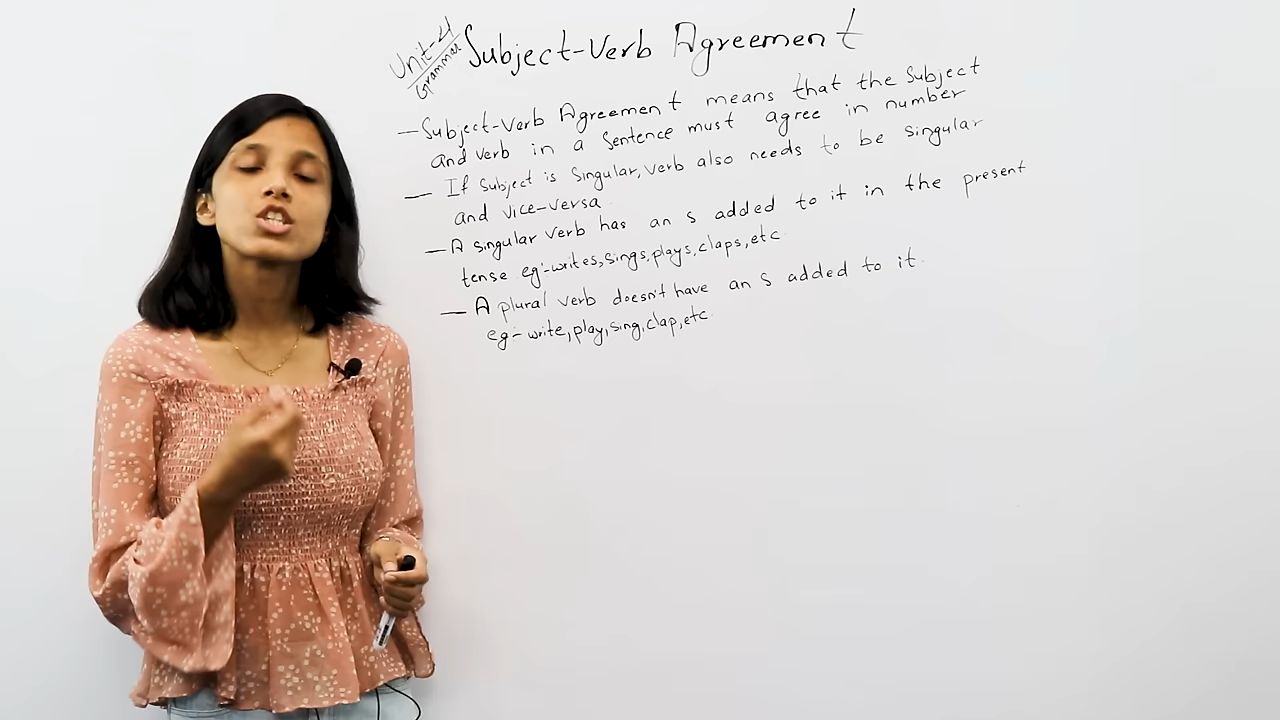 Unit-4
Grammar
Subject-Verb Agreement
— Subject-Verb Agreement means that the Subject
and verb in a Sentence must agree in number
— If Subject is Singular, verb also needs to be singular
and vice-versa.
— A singular verb has an s added to it in the present
tense eg:- writes, sings, plays, claps, etc.
— A plural verb doesn't have an s added to it.
eg:- write, play, sing, clap, etc.